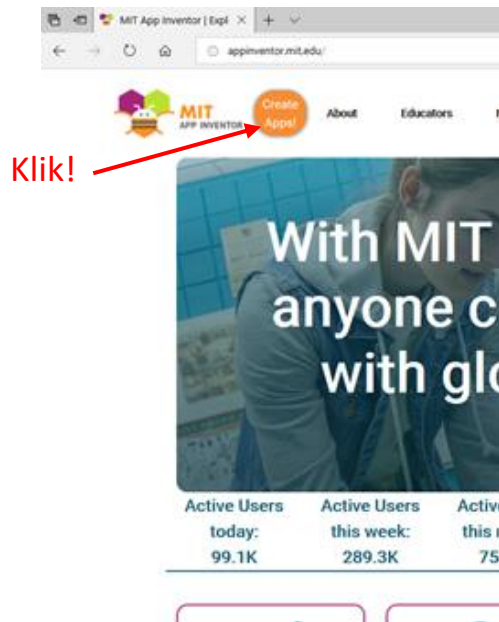 MIT App Inventor | Expl
appinventor.mit.edu/
MIT
APP INVENTOR
Create
Apps!
About
Educators
Klik!
With MIT
anyone c
with glo
Active Users
today:
99.1K
Active Users
this week:
289.3K
Active
this
75